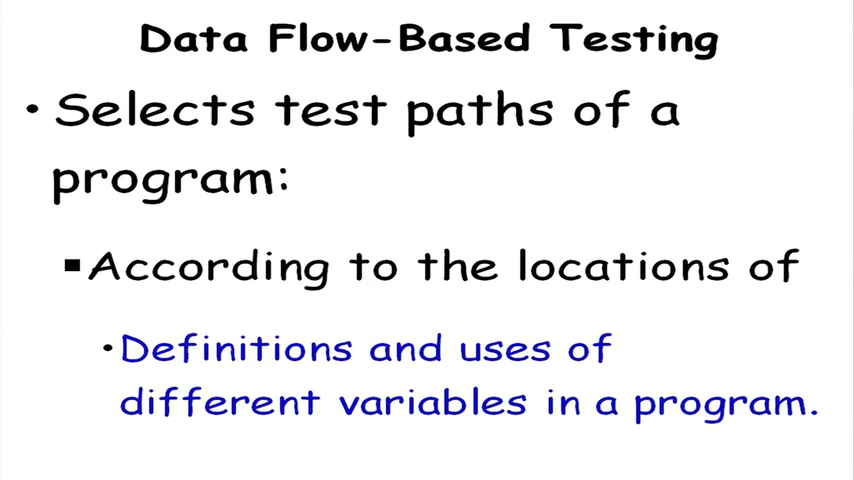 Data Flow-Based Testing
• Selects test paths of a
program:
▪ According to the locations of
• Definitions and uses of
different variables in a program.